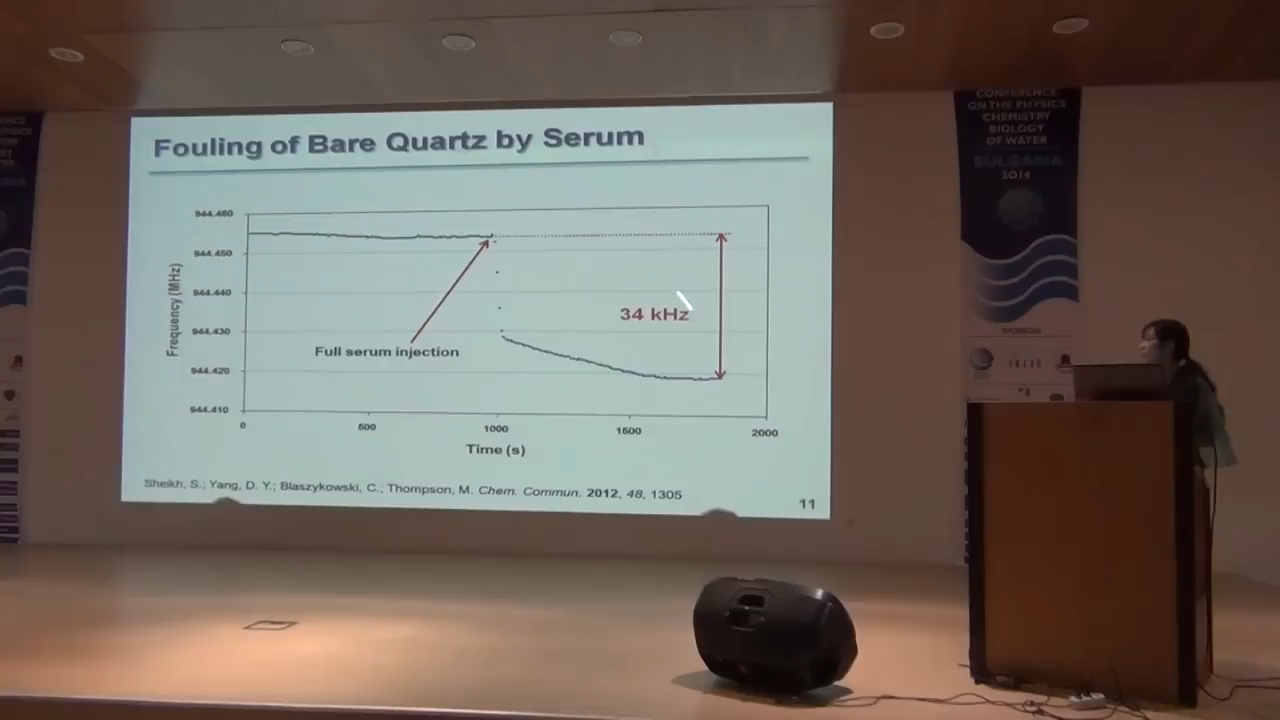 Fouling of Bare Quartz by Serum
944.460
944.450
944.440
944.430
944.420
944.410
Frequency (MHz)
Full serum injection
34 kHz
0
500
1000
1500
2000
Time (s)
Sheikh, S.; Yang, D. Y.; Blaszykowski, C.; Thompson, M. Chem. Commun. 2012, 48, 1305
11
CONFERENCE
ON THE PHYSICS
CHEMISTRY
BIOLOGY
OF WATER
BULGARIA
2014